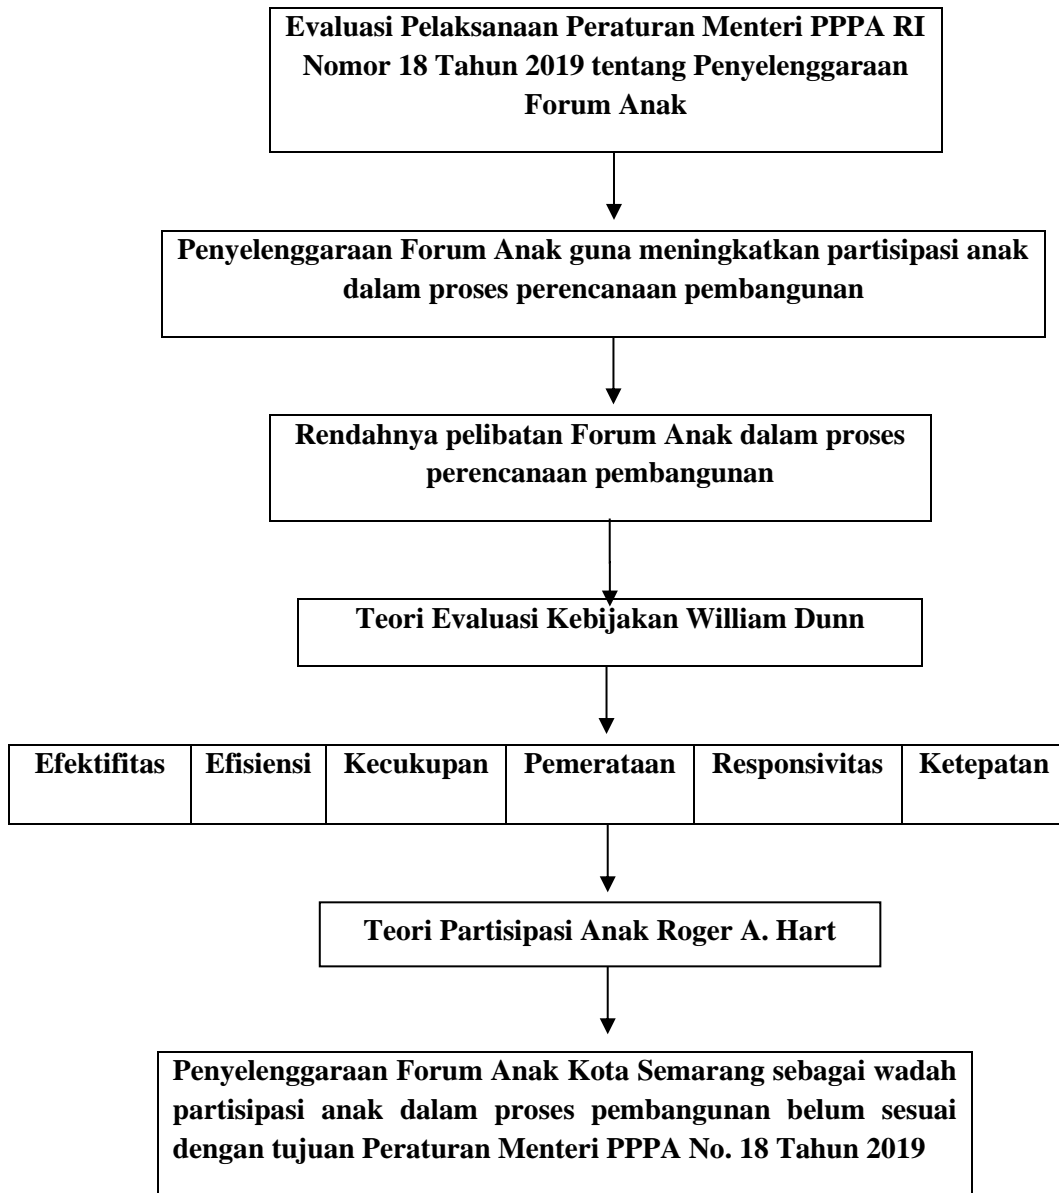 Evaluasi Pelaksanaan Peraturan Menteri PPPA RI
Nomor 18 Tahun 2019 tentang Penyelenggaraan
Forum Anak
Penyelenggaraan Forum Anak guna meningkatkan partisipasi anak
dalam proses perencanaan pembangunan
Rendahnya pelibatan Forum Anak dalam proses
perencanaan pembangunan
Teori Evaluasi Kebijakan William Dunn
Efektifitas Efisiensi Kecukupan Pemerataan Responsivitas Ketepatan
Teori Partisipasi Anak Roger A. Hart
Penyelenggaraan Forum Anak Kota Semarang sebagai wadah
partisipasi anak dalam proses pembangunan belum sesuai
dengan tujuan Peraturan Menteri PPPA No. 18 Tahun 2019